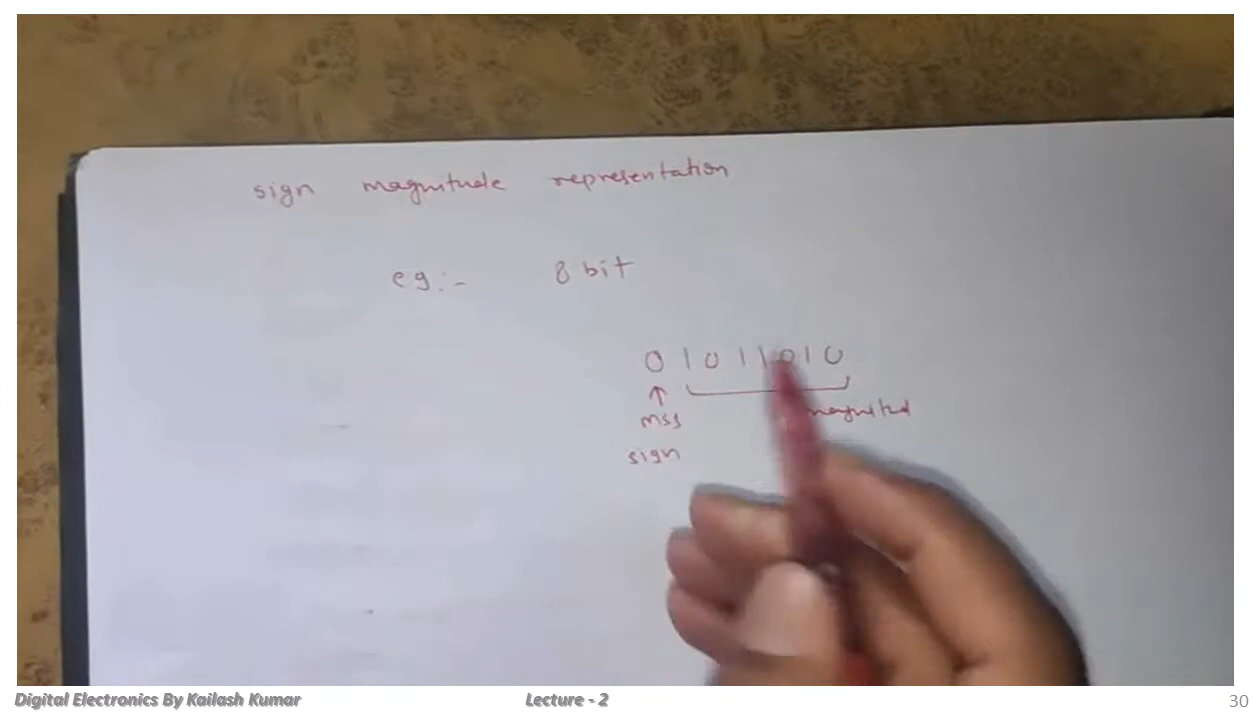 sign magnitude representation
eg:- 8 bit
0 1 0 1 1 0 1 0
↑
MSB
sign
Digital Electronics By Kailash Kumar Lecture - 2 30